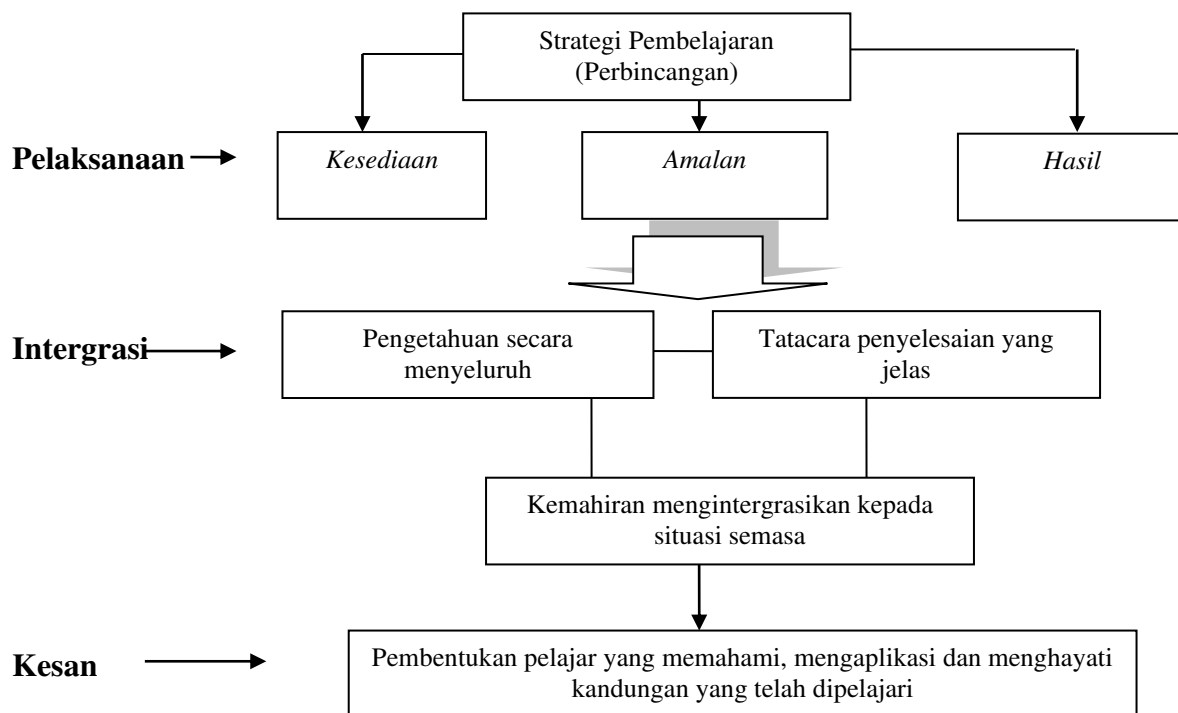 Strategi Pembelajaran
(Perbincangan)
Pelaksanaan
Kesediaan
Amalan
Hasil
Intergrasi
Pengetahuan secara
menyeluruh
Tatacara penyelesaian yang
jelas
Kemahiran mengintergrasikan kepada
situasi semasa
Kesan
Pembentukan pelajar yang memahami, mengaplikasi dan menghayati
kandungan yang telah dipelajari